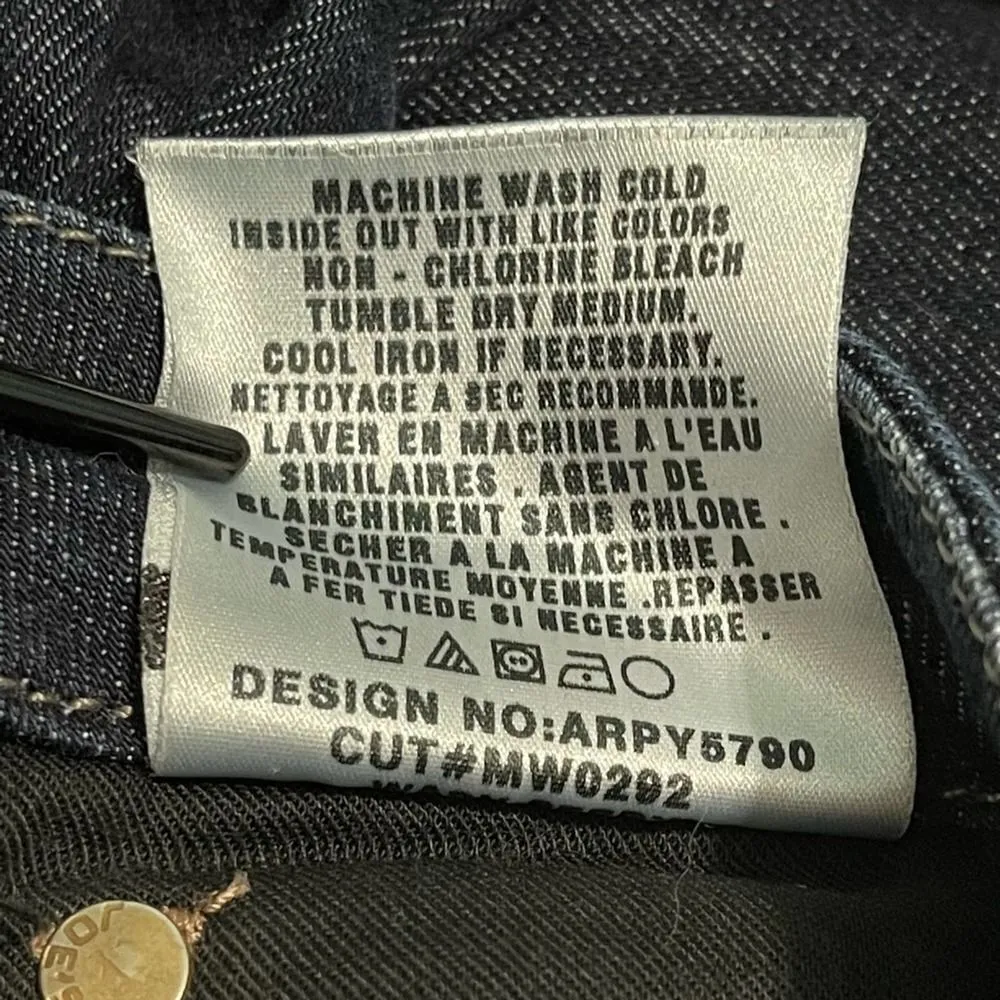 MACHINE WASH COLD
INSIDE OUT WITH LIKE COLORS
NON - CHLORINE BLEACH
TUMBLE DRY MEDIUM.
COOL IRON IF NECESSARY.
NETTOYAGE A SEC RECOMMANDE.
LAVER EN MACHINE A L'EAU
SIMILAIRES . AGENT DE
BLANCHIMENT SANS CHLORE .
SECHER A LA MACHINE A
TEMPERATURE MOYENNE .REPASSER
A FER TIEDE SI NECESSAIRE .
DESIGN NO:ARPY5790
CUT#MW0292
JOE'S